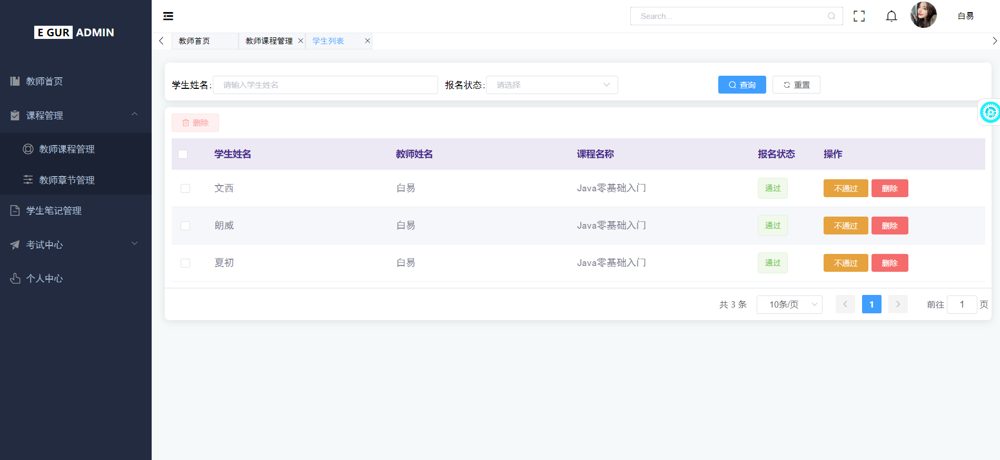 E GUR ADMIN
教师首页
课程管理
教师课程管理
教师章节管理
学生笔记管理
考试中心
个人中心
Search...
白易
教师首页
教师课程管理
学生列表
学生姓名: 请输入学生姓名 报名状态: 请选择 查询 重置
删除
学生姓名 教师姓名 课程名称 报名状态 操作
文西 白易 Java零基础入门 通过 不通过 删除
朗威 白易 Java零基础入门 通过 不通过 删除
夏初 白易 Java零基础入门 通过 不通过 删除
共 3 条 10条/页 1 前往 1 页